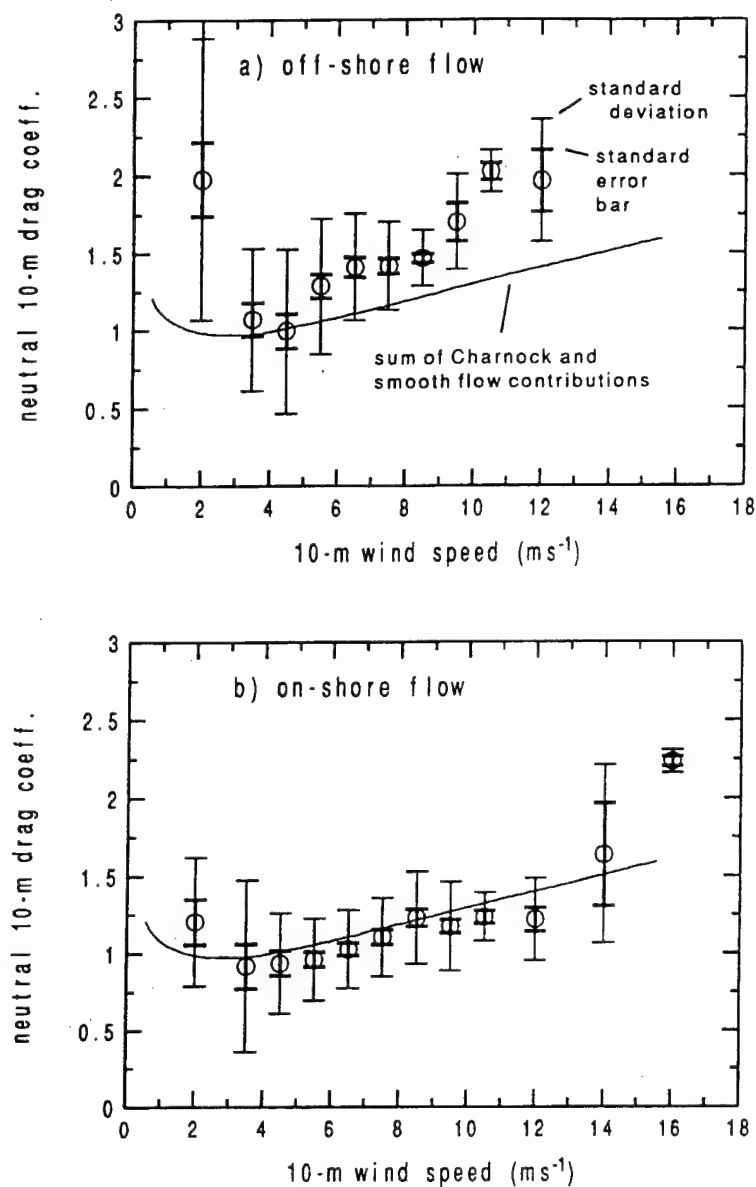 3
2.5
2
1.5
1
0.5
0
neutral 10-m drag coeff.
a) off-shore flow
standard
deviation
standard
error
bar
sum of Charnock and
smooth flow contributions
0 2 4 6 8 10 12 14 16 18
10-m wind speed (ms⁻¹)
3
2.5
2
1.5
1
0.5
0
neutral 10-m drag coeff.
b) on-shore flow
0 2 4 6 8 10 12 14 16 18
10-m wind speed (ms⁻¹)